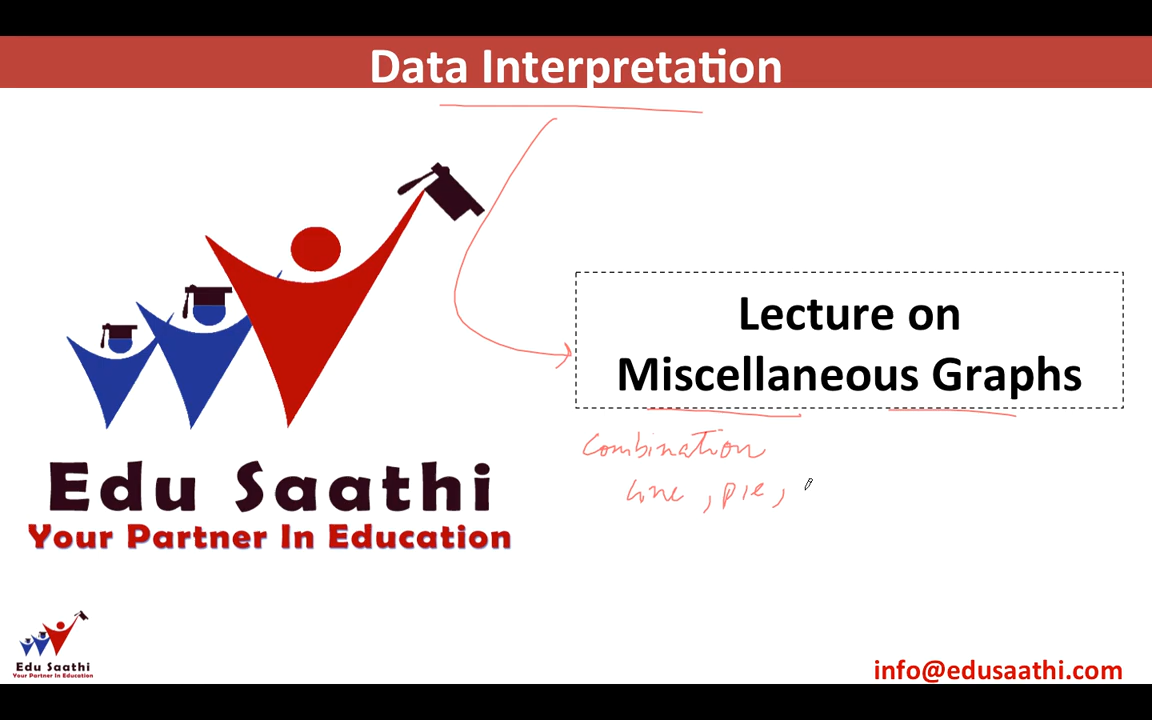 Data Interpretation
Lecture on
Miscellaneous Graphs
Combination
line, pie,
Edu Saathi
Your Partner In Education
Edu Saathi
Your Partner In Education
info@edusaathi.com